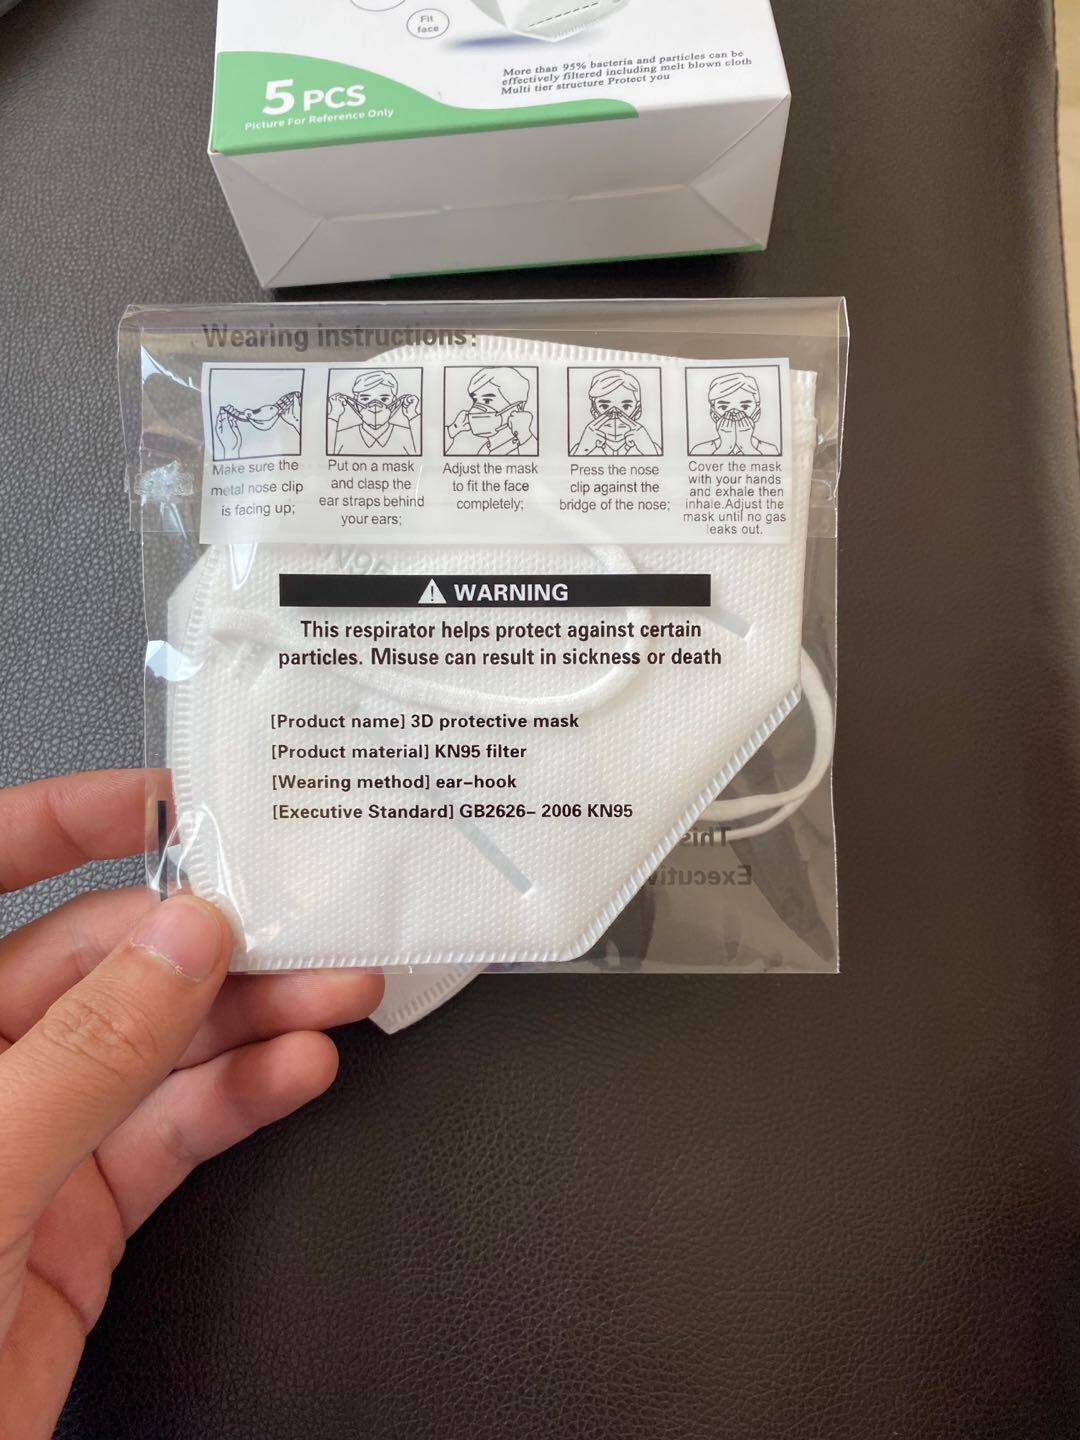 Fit
face
More than 95% bacteria and particles can be
effectively filtered including melt blown cloth
Multi tier structure Protect you
5 PCS
Picture For Reference Only
Wearing instructions:
Make sure the
metal nose clip
is facing up;
Put on a mask
and clasp the
ear straps behind
your ears;
Adjust the mask
to fit the face
completely;
Press the nose
clip against the
bridge of the nose;
Cover the mask
with your hands
and exhale then
inhale.Adjust the
mask until no gas
leaks out.
WARNING
This respirator helps protect against certain
particles. Misuse can result in sickness or death
[Product name] 3D protective mask
[Product material] KN95 filter
[Wearing method] ear-hook
[Executive Standard] GB2626- 2006 KN95
This